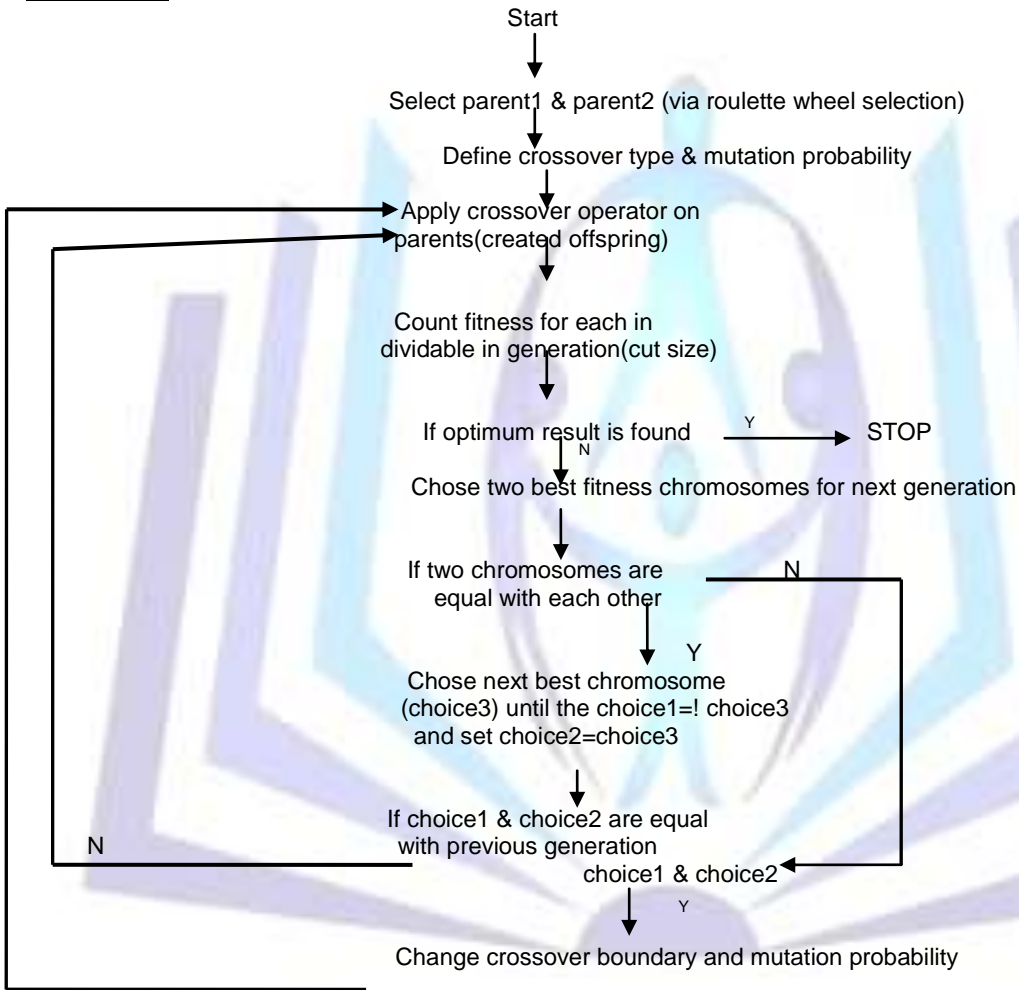 Start
Select parent1 & parent2 (via roulette wheel selection)
Define crossover type & mutation probability
Apply crossover operator on
parents(created offspring)
Count fitness for each in
dividable in generation(cut size)
If optimum result is found
Y
STOP
N
Chose two best fitness chromosomes for next generation
If two chromosomes are
equal with each other
N
Y
Chose next best chromosome
(choice3) until the choice1=! choice3
and set choice2=choice3
If choice1 & choice2 are equal
with previous generation
choice1 & choice2
N
Y
Change crossover boundary and mutation probability